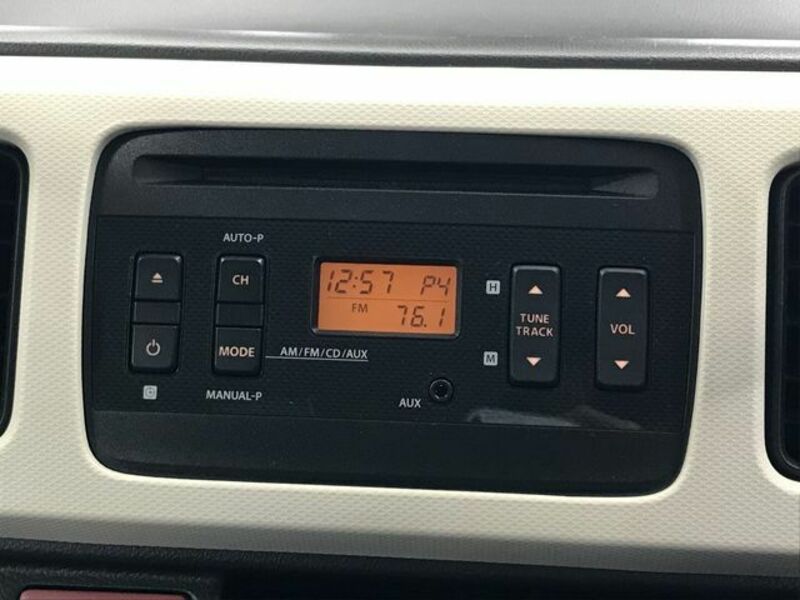 AUTO-P
CH
MODE
MANUAL-P
AM/FM/CD/AUX
12:57 P4
FM 76.1
AUX
H
M
TUNE
TRACK
VOL